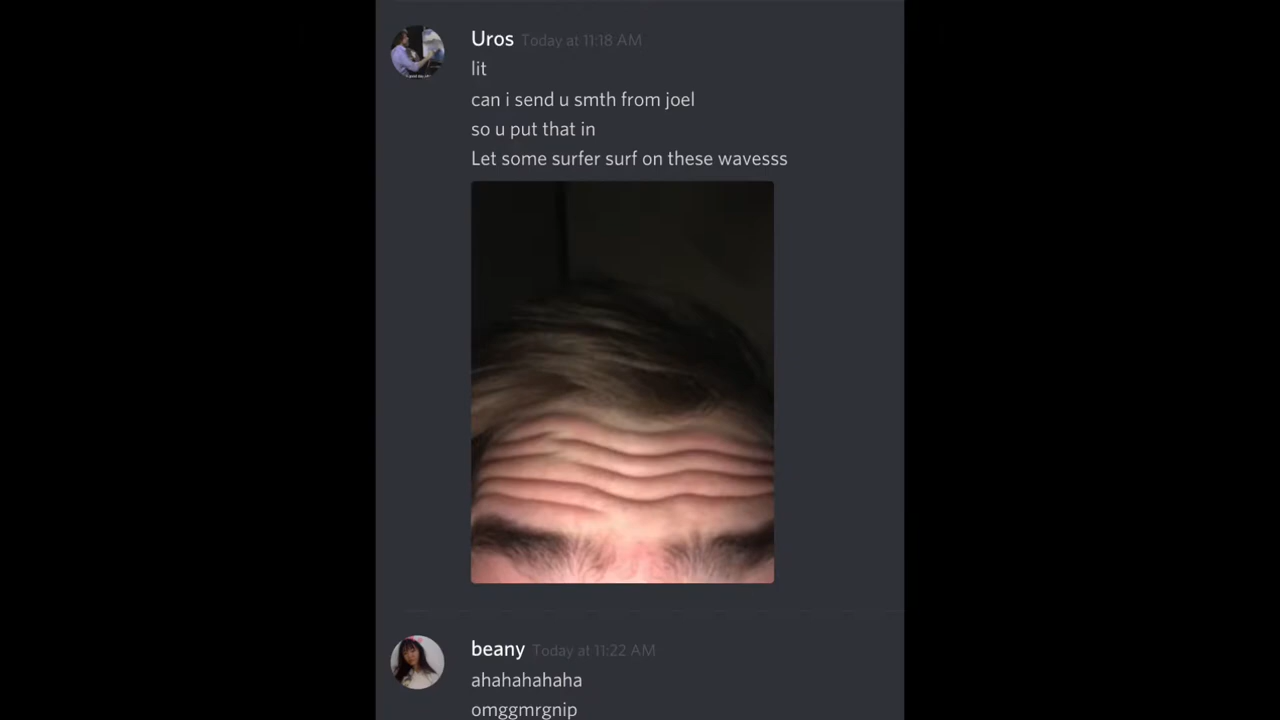 Uros Today at 11:18 AM
lit
can i send u smth from joel
so u put that in
Let some surfer surf on these wavesss
beany Today at 11:22 AM
ahahahahaha
omggmrgnip